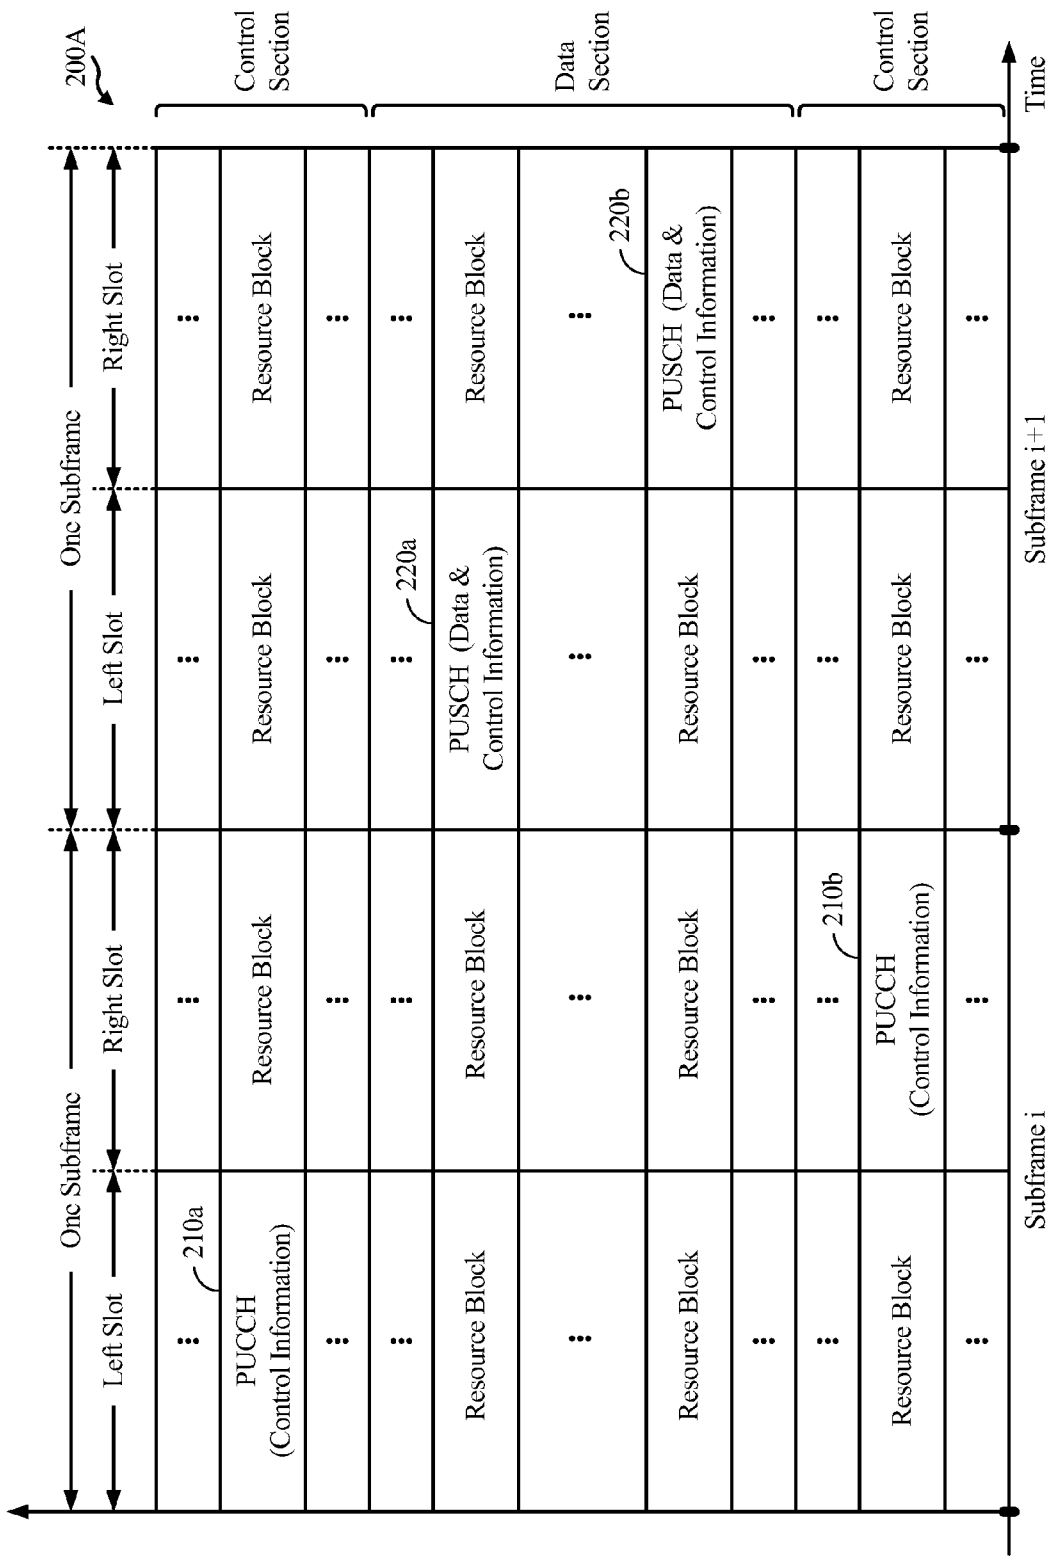 200A
One Subframe
One Subframe
Left Slot
Right Slot
Left Slot
Right Slot
210a
PUCCH
(Control Information)
Resource Block
Resource Block
Resource Block
Control
Section
220a
Resource Block
Resource Block
PUSCH (Data &
Control Information)
Resource Block
Data
Section
220b
Resource Block
Resource Block
Resource Block
PUSCH (Data &
Control Information)
210b
Resource Block
PUCCH
(Control Information)
Resource Block
Resource Block
Control
Section
Subframe i
Subframe i+1
Time